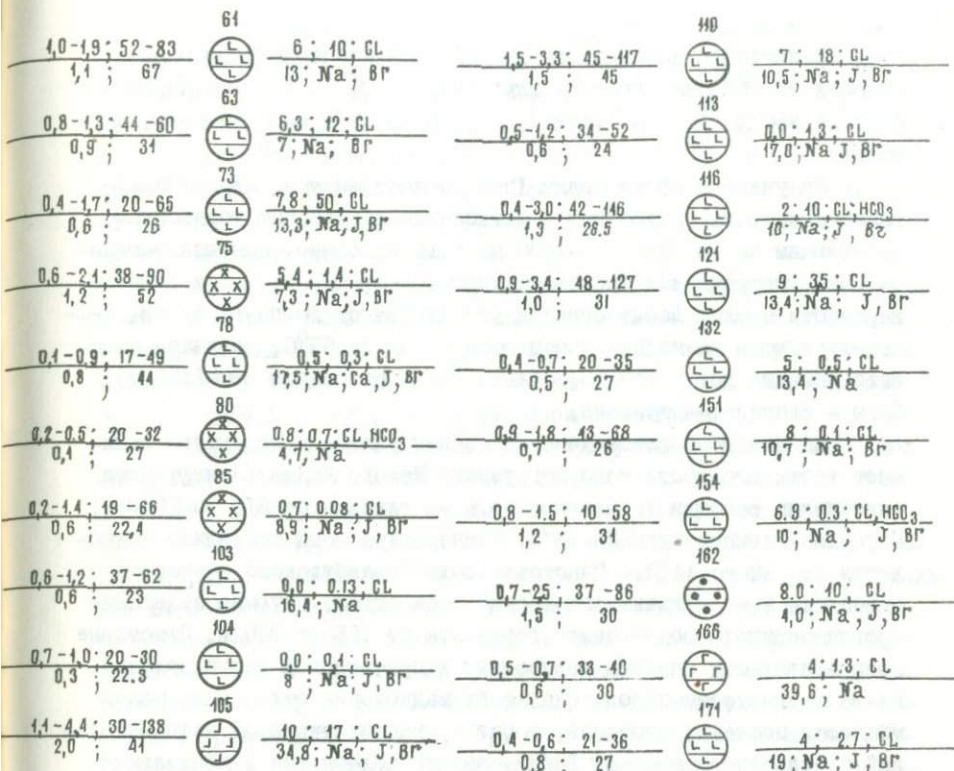 61
1,0-1,9 ; 52-83 L L L L 6 ; 10 ; CL
1,1 ; 67 13 ; Na ; Br
63
0,8-1,3 ; 44-60 L L L L 6,3 ; 12 ; CL
0,9 ; 31 7 ; Na ; Br
73
0,4-1,7 ; 20-65 L L L L 7,8 ; 50 ; CL
0,6 ; 26 13,8 ; Na ; J, Br
75
0,6-2,1 ; 38-90 X X X X 5,4 ; 1,4 ; CL
1,2 ; 52 7,3 ; Na ; J, Br
78
0,1-0,9 ; 17-49 L L L L 0,5 ; 0,3 ; CL
0,8 ; 44 17,5 ; Na, Ca, J, Br
80
0,2-0,5 ; 20-32 X X X X 0,8 ; 0,7 ; CL, HCO3
0,4 ; 27 4,7 ; Na
85
0,2-1,4 ; 19-66 X X X X 0,7 ; 0,08 ; CL
0,6 ; 22,4 8,9 ; Na ; J, Br
103
0,6-1,2 ; 37-62 L L L L 0,0 ; 0,13 ; CL
0,6 ; 23 16,4 ; Na
104
0,7-1,0 ; 20-30 L L L L 0,0 ; 0,1 ; CL
0,3 ; 22,3 8 ; Na ; J, Br
105
1,1-4,4 ; 30-138 J J J J 10 ; 7 ; CL
2,0 ; 41 34,8 ; Na ; J, Br
110
1,5-3,3 ; 45-117 L L L L 7 ; 18 ; CL
1,5 ; 45 10,5 ; Na ; J, Br
113
0,5-1,2 ; 34-52 L L L L 0,0 ; 1,3 ; CL
0,6 ; 24 17,0 ; Na ; J, Br
116
0,4-3,0 ; 42-146 L L L L 2 ; 10 ; CL, HCO3
1,3 ; 26,5 10 ; Na ; J Br
121
0,9-3,4 ; 48-127 L L L L 9 ; 35 ; CL
1,0 ; 31 13,4 ; Na ; J, Br
132
0,4-0,7 ; 20-35 L L L L 5 ; 0,5 ; CL
0,5 ; 27 13,4 ; Na
151
0,9-1,8 ; 43-68 L L L L 8 ; 0,1 ; CL
0,7 ; 26 10,7 ; Na ; Br
154
0,8-1,5 ; 10-58 L L L L 6,9 ; 0,3 ; CL, HCO3
1,2 ; 31 10 ; Na ; J, Br
162
0,7-25 ; 37-86 8,0 ; 10 ; CL
1,5 ; 30 4,0 ; Na ; J, Br
166
0,5-0,7 ; 33-40 Г Г Г Г 4 ; 1,3 ; CL
0,6 ; 30 39,6 ; Na
171
0,4-0,6 ; 21-36 L L L L 4 ; 27 ; CL
0,8 ; 27 19 ; Na ; J, Br